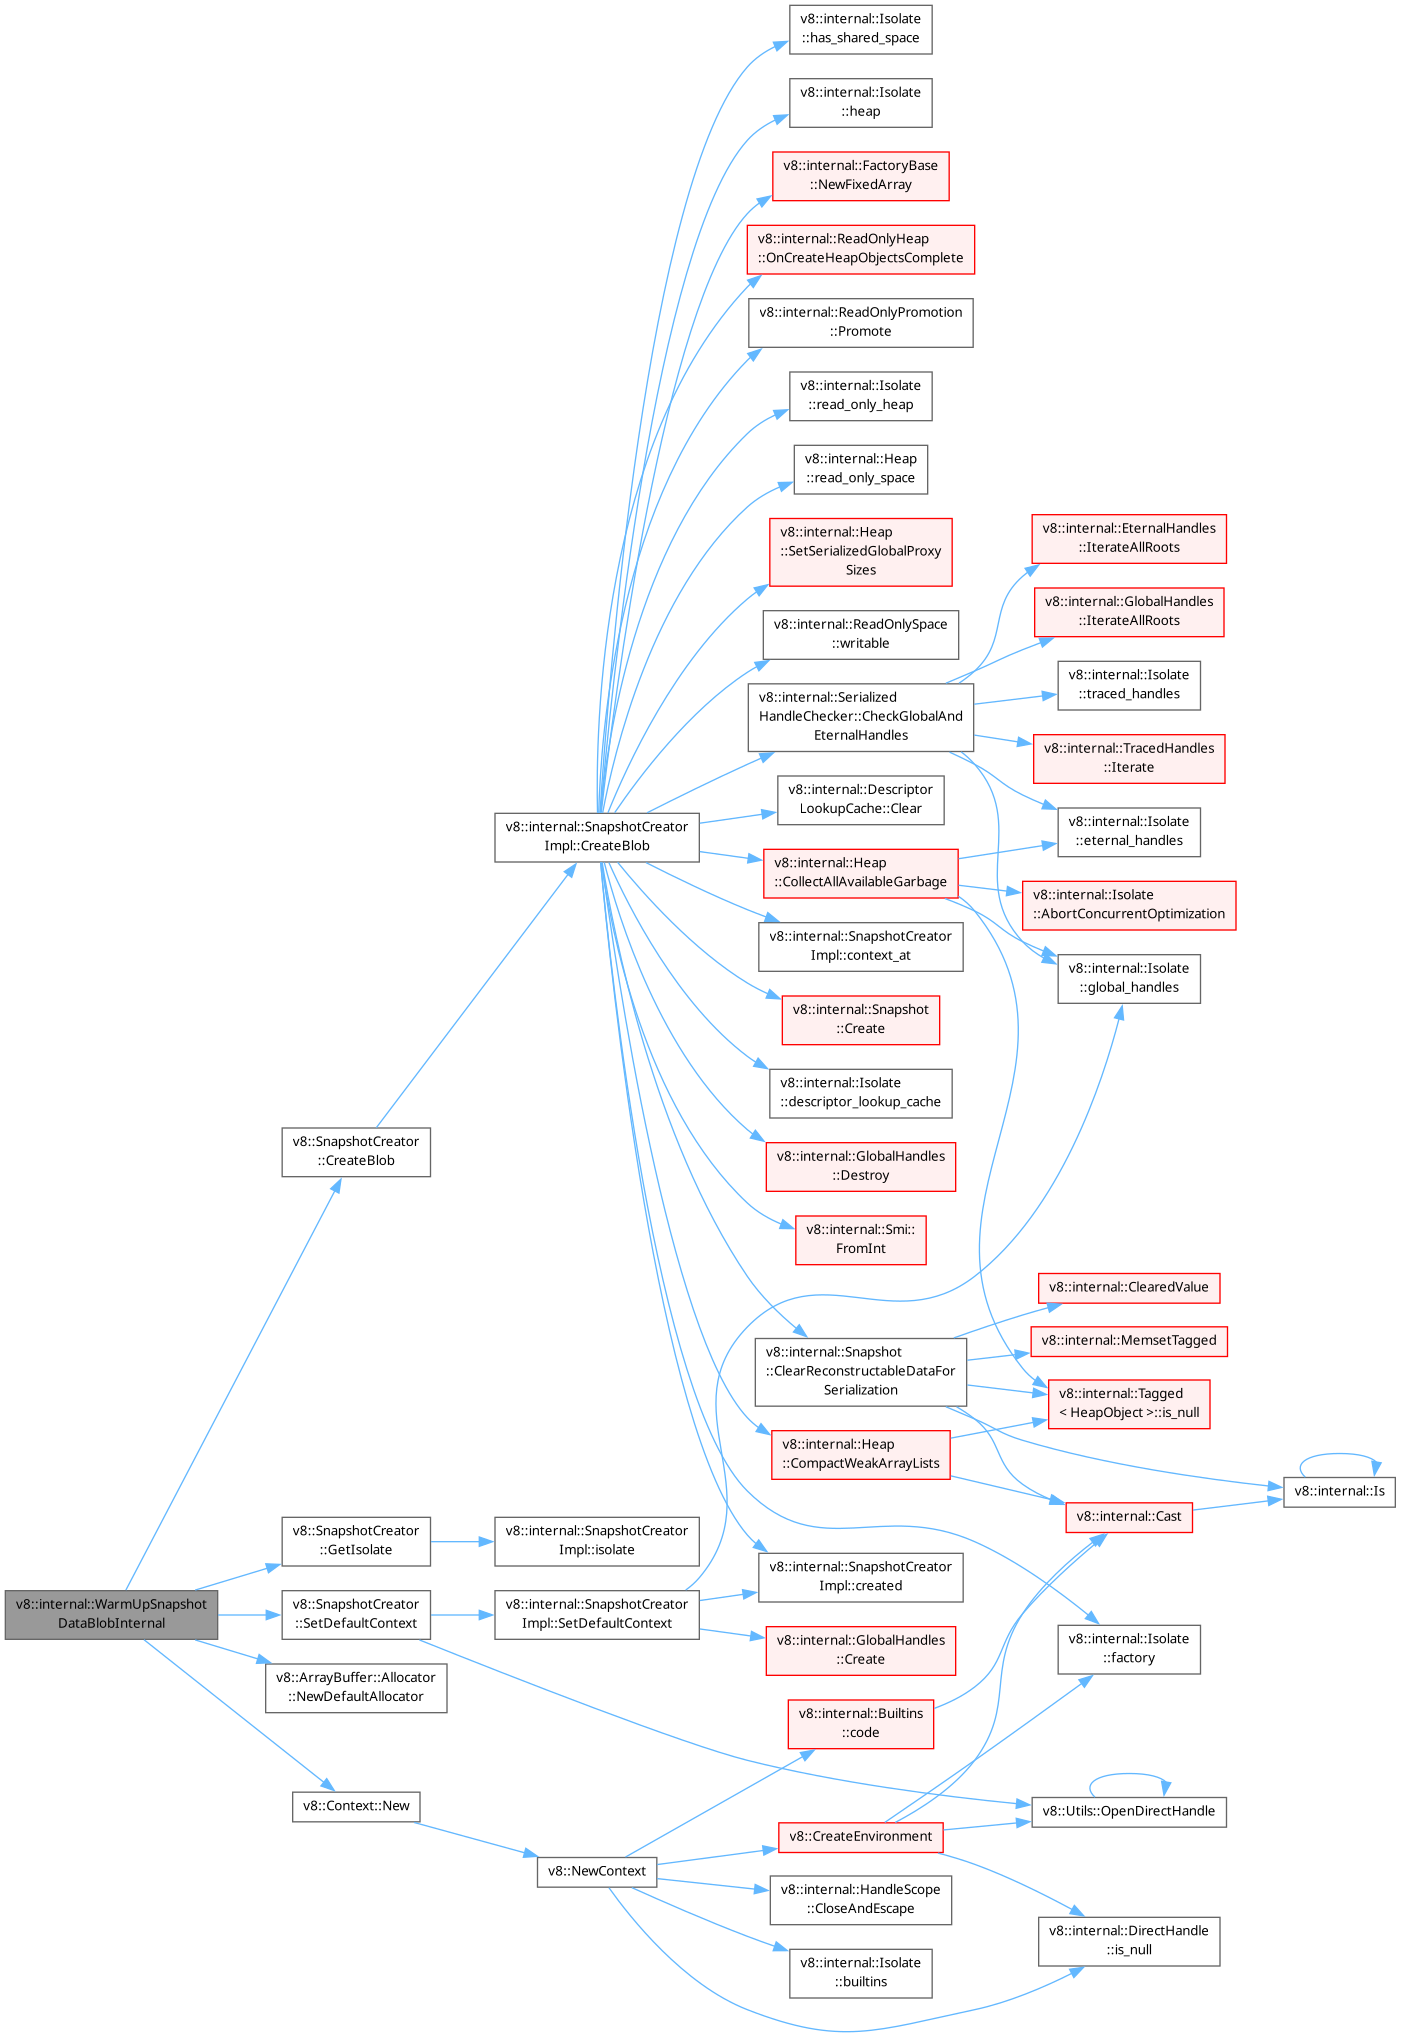 v8::internal::Isolate
::has_shared_space
v8::internal::Isolate
::heap
v8::internal::FactoryBase
::NewFixedArray
v8::internal::ReadOnlyHeap
::OnCreateHeapObjectsComplete
v8::internal::ReadOnlyPromotion
::Promote
v8::internal::Isolate
::read_only_heap
v8::internal::Heap
::read_only_space
v8::internal::Heap
::SetSerializedGlobalProxy
Sizes
v8::internal::ReadOnlySpace
::writable
v8::internal::Serialized
HandleChecker::CheckGlobalAnd
EternalHandles
v8::internal::EternalHandles
::IterateAllRoots
v8::internal::GlobalHandles
::IterateAllRoots
v8::internal::Isolate
::traced_handles
v8::internal::TracedHandles
::Iterate
v8::internal::Isolate
::eternal_handles
v8::internal::Isolate
::AbortConcurrentOptimization
v8::internal::Isolate
::global_handles
v8::internal::SnapshotCreator
Impl::CreateBlob
v8::internal::Descriptor
LookupCache::Clear
v8::internal::Heap
::CollectAllAvailableGarbage
v8::internal::SnapshotCreator
Impl::context_at
v8::internal::Snapshot
::Create
v8::internal::Isolate
::descriptor_lookup_cache
v8::internal::GlobalHandles
::Destroy
v8::internal::Smi::
FromInt
v8::SnapshotCreator
::CreateBlob
v8::internal::Snapshot
::ClearReconstructableDataFor
Serialization
v8::internal::ClearedValue
v8::internal::MemsetTagged
v8::internal::Tagged
< HeapObject >::is_null
v8::internal::Heap
::CompactWeakArrayLists
v8::internal::Is
v8::internal::Cast
v8::SnapshotCreator
::GetIsolate
v8::internal::SnapshotCreator
Impl::isolate
v8::internal::SnapshotCreator
Impl::created
v8::internal::WarmUpSnapshot
DataBlobInternal
v8::SnapshotCreator
::SetDefaultContext
v8::internal::SnapshotCreator
Impl::SetDefaultContext
v8::internal::GlobalHandles
::Create
v8::internal::Isolate
::factory
v8::ArrayBuffer::Allocator
::NewDefaultAllocator
v8::internal::Builtins
::code
v8::Context::New
v8::Utils::OpenDirectHandle
v8::CreateEnvironment
v8::NewContext
v8::internal::HandleScope
::CloseAndEscape
v8::internal::DirectHandle
::is_null
v8::internal::Isolate
::builtins